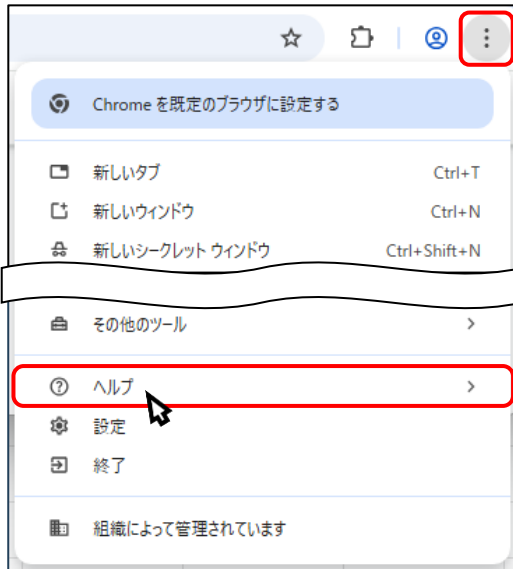 Chrome を既定のブラウザに設定する
新しいタブ Ctrl+T
新しいウィンドウ Ctrl+N
新しいシークレット ウィンドウ Ctrl+Shift+N
その他のツール
ヘルプ
設定
終了
組織によって管理されています